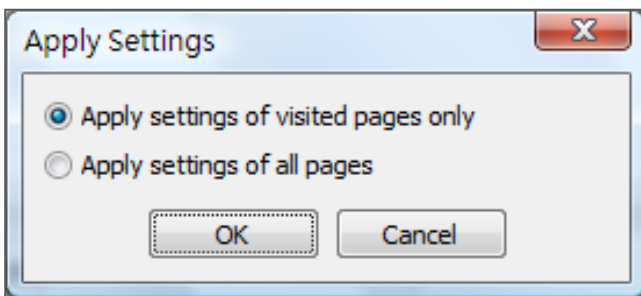 Apply Settings
Apply settings of visited pages only
Apply settings of all pages
OK Cancel